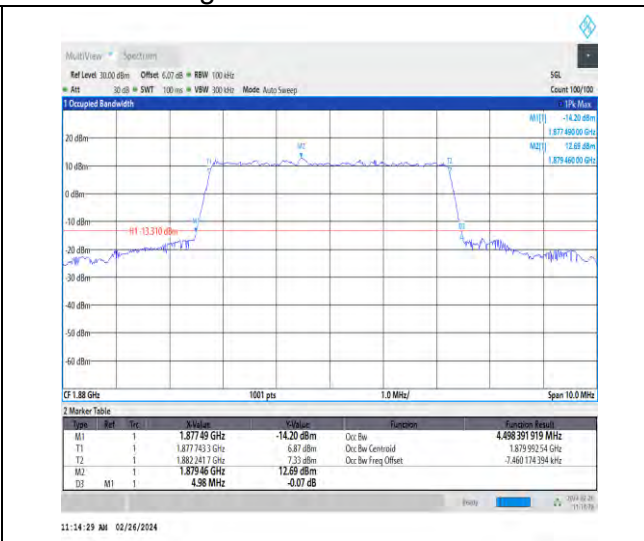 MultiView Spectrum
Ref Level 30.00 dBm Offset 6.07 dB RBW 100 kHz SGL
Att 30 dB SWT 100 ms VBW 300 kHz Mode Auto Sweep Count 100/100
1 Occupied Bandwidth 1Pk Max
M1[1] -14.20 dBm
1.877 490 00 GHz
M2[1] 12.69 dBm
1.879 460 00 GHz
20 dBm
M2
T1 T2
10 dBm
0 dBm
-10 dBm
M1
H1 -13.310 dBm
-20 dBm
-30 dBm
-40 dBm
-50 dBm
-60 dBm
CF 1.88 GHz 1001 pts 1.0 MHz/ Span 10.0 MHz
2 Marker Table
Type Ref Trc X-Value Y-Value Function Function Result
M1 1 1.877 49 GHz -14.20 dBm Occ Bw 4.498 391 919 MHz
T1 1 1.877 743 3 GHz 6.87 dBm Occ Bw Centroid 1.879 992 54 GHz
T2 1 1.882 241 7 GHz 7.33 dBm Occ Bw Freq Offset -7.460 174 394 kHz
M2 1 1.879 46 GHz 12.69 dBm
D3 M1 1 4.98 MHz -0.07 dB
Ready
11:14:29 AM 02/26/2024